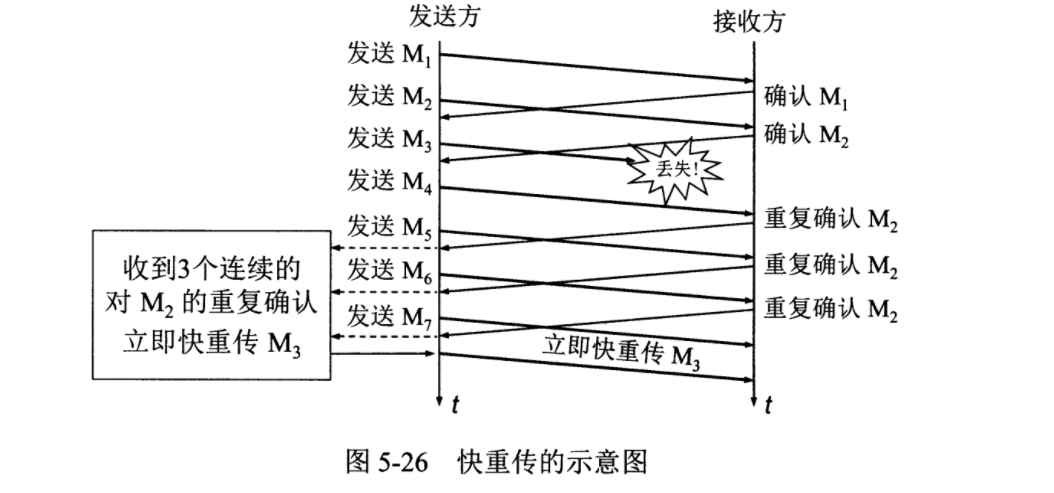 发送方 接收方
发送 M₁
发送 M₂
确认 M₁
发送 M₃
确认 M₂
丢失!
发送 M₄
发送 M₅
重复确认 M₂
收到3个连续的
对 M₂ 的重复确认
立即快重传 M₃
发送 M₆
重复确认 M₂
发送 M₇
重复确认 M₂
立即快重传 M₃
t t
图 5-26 快重传的示意图